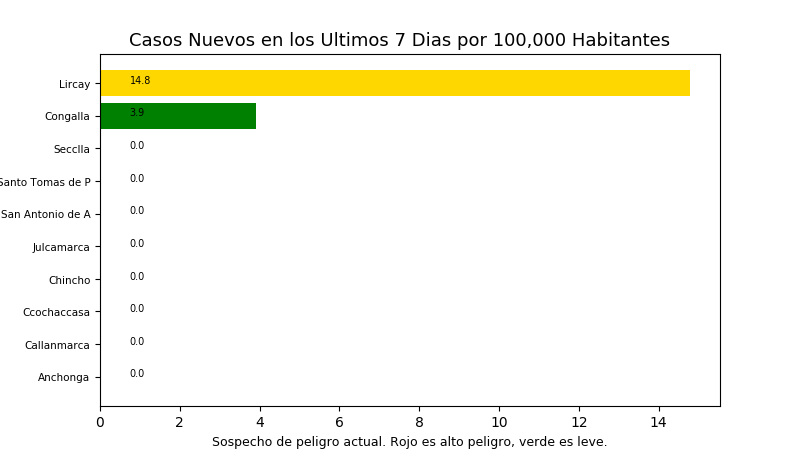 Casos Nuevos en los Ultimos 7 Dias por 100,000 Habitantes
Lircay 14.8
Congalla 3.9
Secclla 0.0
Santo Tomas de P 0.0
San Antonio de A 0.0
Julcamarca 0.0
Chincho 0.0
Ccochaccasa 0.0
Callanmarca 0.0
Anchonga 0.0
0 2 4 6 8 10 12 14
Sospecho de peligro actual. Rojo es alto peligro, verde es leve.